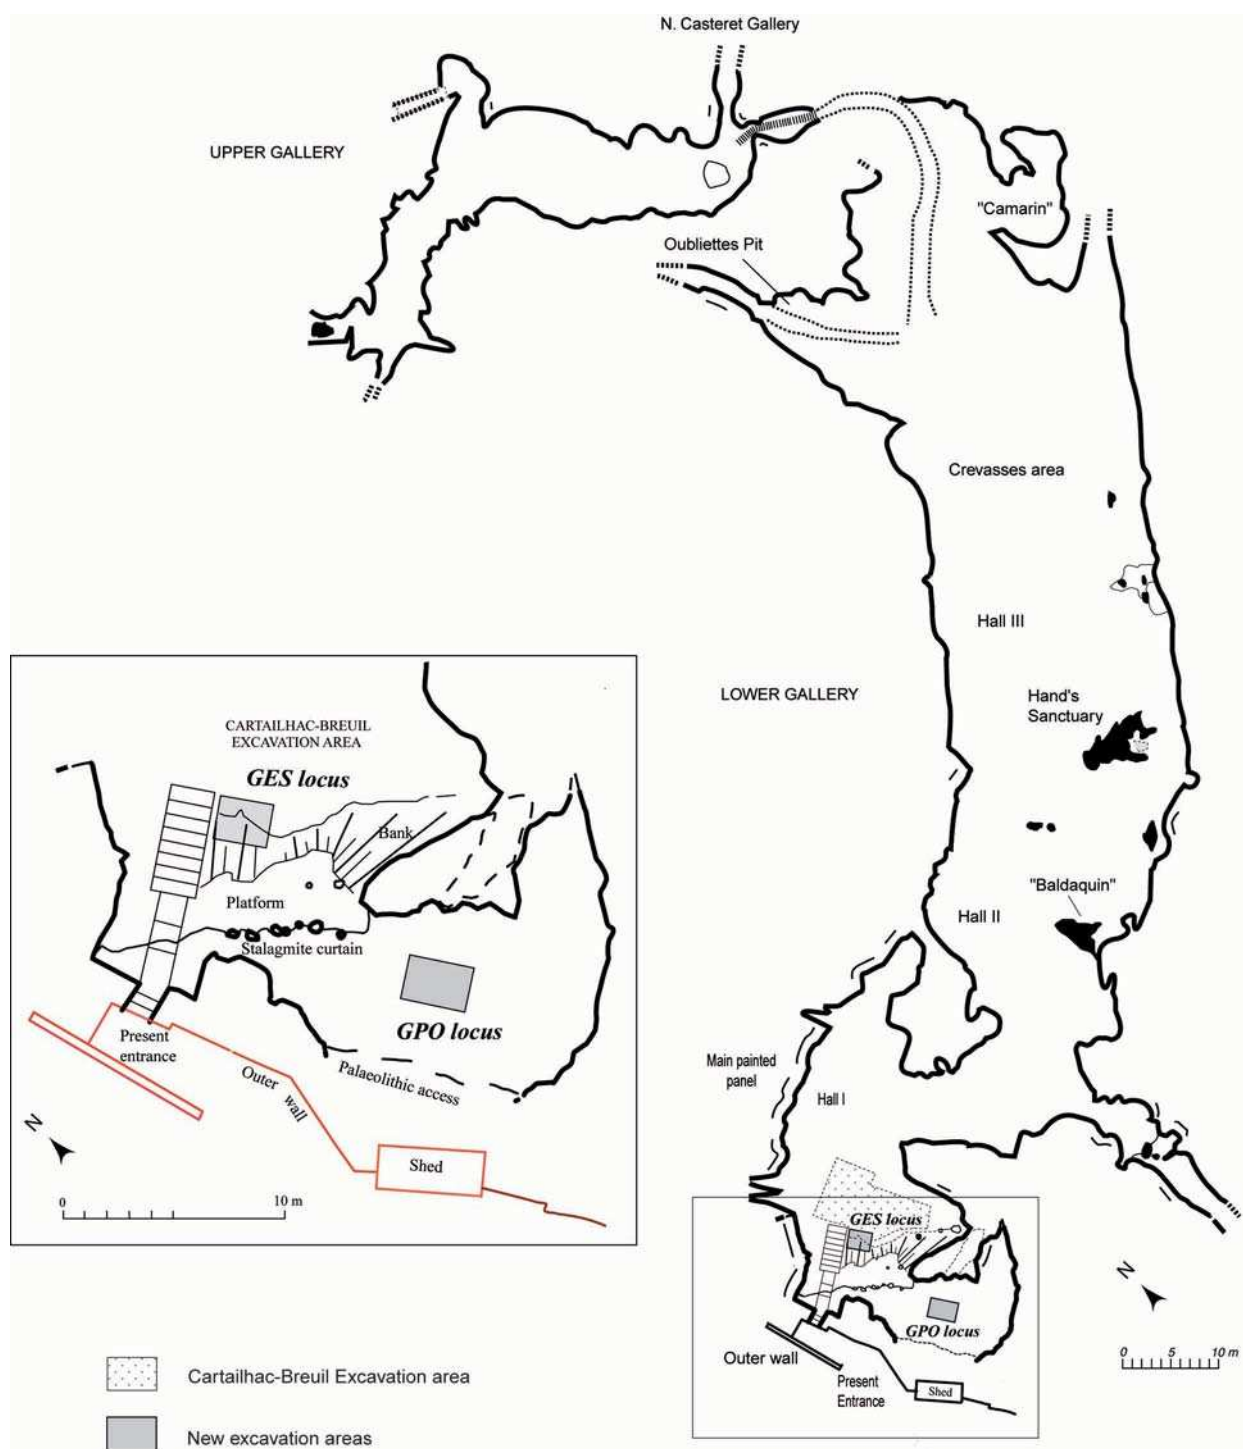 N. Casteret Gallery
UPPER GALLERY
"Camarin"
Oubliettes Pit
Crevasses area
Hall III
LOWER GALLERY
Hand's
Sanctuary
"Baldaquin"
Hall II
Main painted
panel
Hall I
GES locus
GPO locus
Outer wall
Present
Entrance
Shed
N
0 5 10 m
CARTAILHAC-BREUIL
EXCAVATION AREA
GES locus
Bank
Platform
Stalagmite curtain
GPO locus
Present
entrance
Outer wall
Palaeolithic access
Shed
N
0 10 m
Cartailhac-Breuil Excavation area
New excavation areas